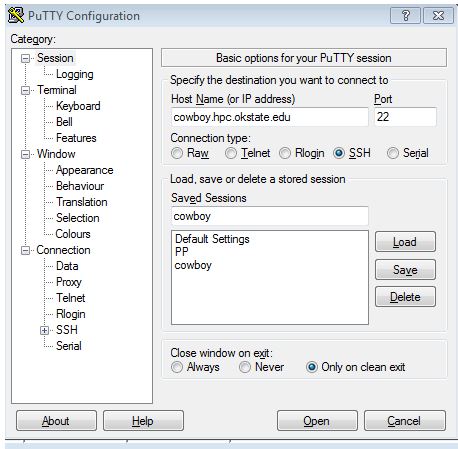 PuTTY Configuration
Category:
Session
Logging
Terminal
Keyboard
Bell
Features
Window
Appearance
Behaviour
Translation
Selection
Colours
Connection
Data
Proxy
Telnet
Rlogin
SSH
Serial
Basic options for your PuTTY session
Specify the destination you want to connect to
Host Name (or IP address) Port
cowboy.hpc.okstate.edu 22
Connection type:
Raw Telnet Rlogin SSH Serial
Load, save or delete a stored session
Saved Sessions
cowboy
Default Settings
PP
cowboy
Load
Save
Delete
Close window on exit:
Always Never Only on clean exit
About Help Open Cancel